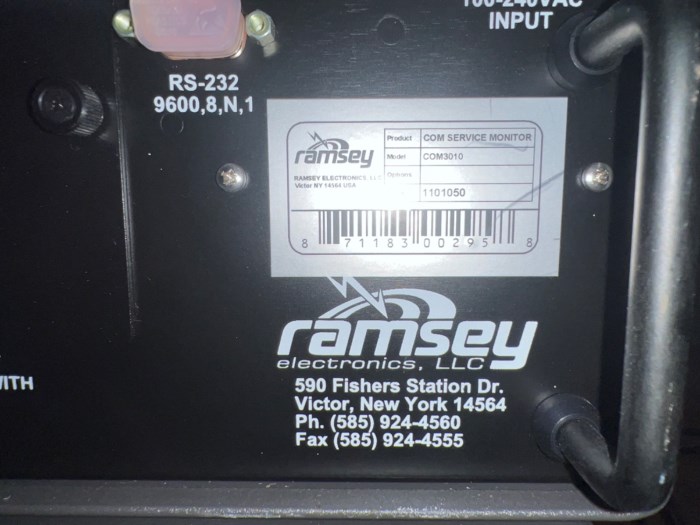 100-240VAC
INPUT
RS-232
9600,8,N,1
ramsey
RAMSEY ELECTRONICS, LLC
Victor NY 14564 USA
Product COM SERVICE MONITOR
Model COM3010
Options
1101050
8 71183 00295 8
ramsey
electronics, LLC
WITH
590 Fishers Station Dr.
Victor, New York 14564
Ph. (585) 924-4560
Fax (585) 924-4555